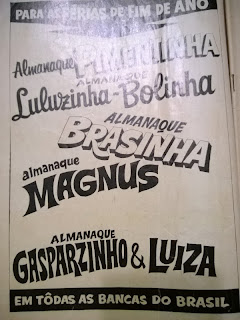 PARA AS FÉRIAS DE FIM DE ANO
Almanaque PIMENTINHA
ALMANAQUE
Luluzinha-Bolinha
ALMANAQUE
BRASINHA
almanaque
MAGNUS
ALMANAQUE
GASPARZINHO & LUIZA
EM TÔDAS AS BANCAS DO BRASIL